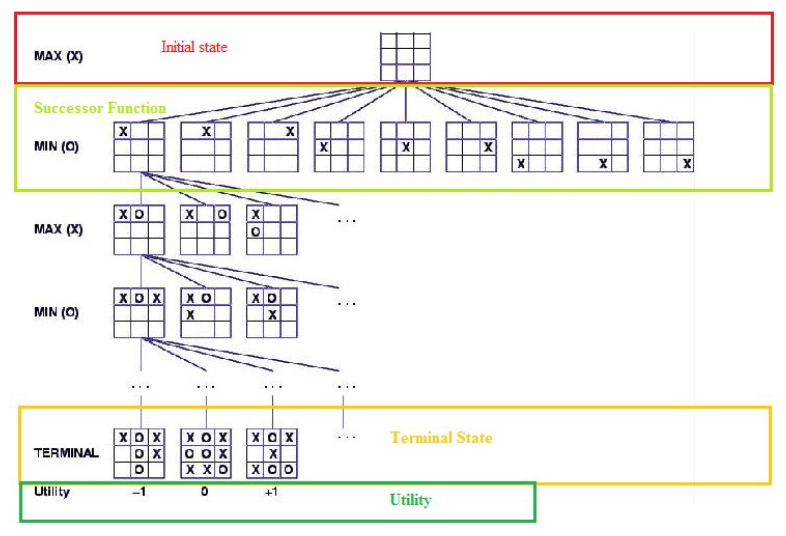 MAX (X)
Initial state
Successor Function
MIN (O)
X X X X X X X X X
MAX (X)
X O X O X ...
O
MIN (O)
X O X X O X O ...
X X
... ... ... ...
TERMINAL
X O X X O X X O X ...
O X O O X X
O X X O X O O
Terminal State
Utility -1 0 +1
Utility